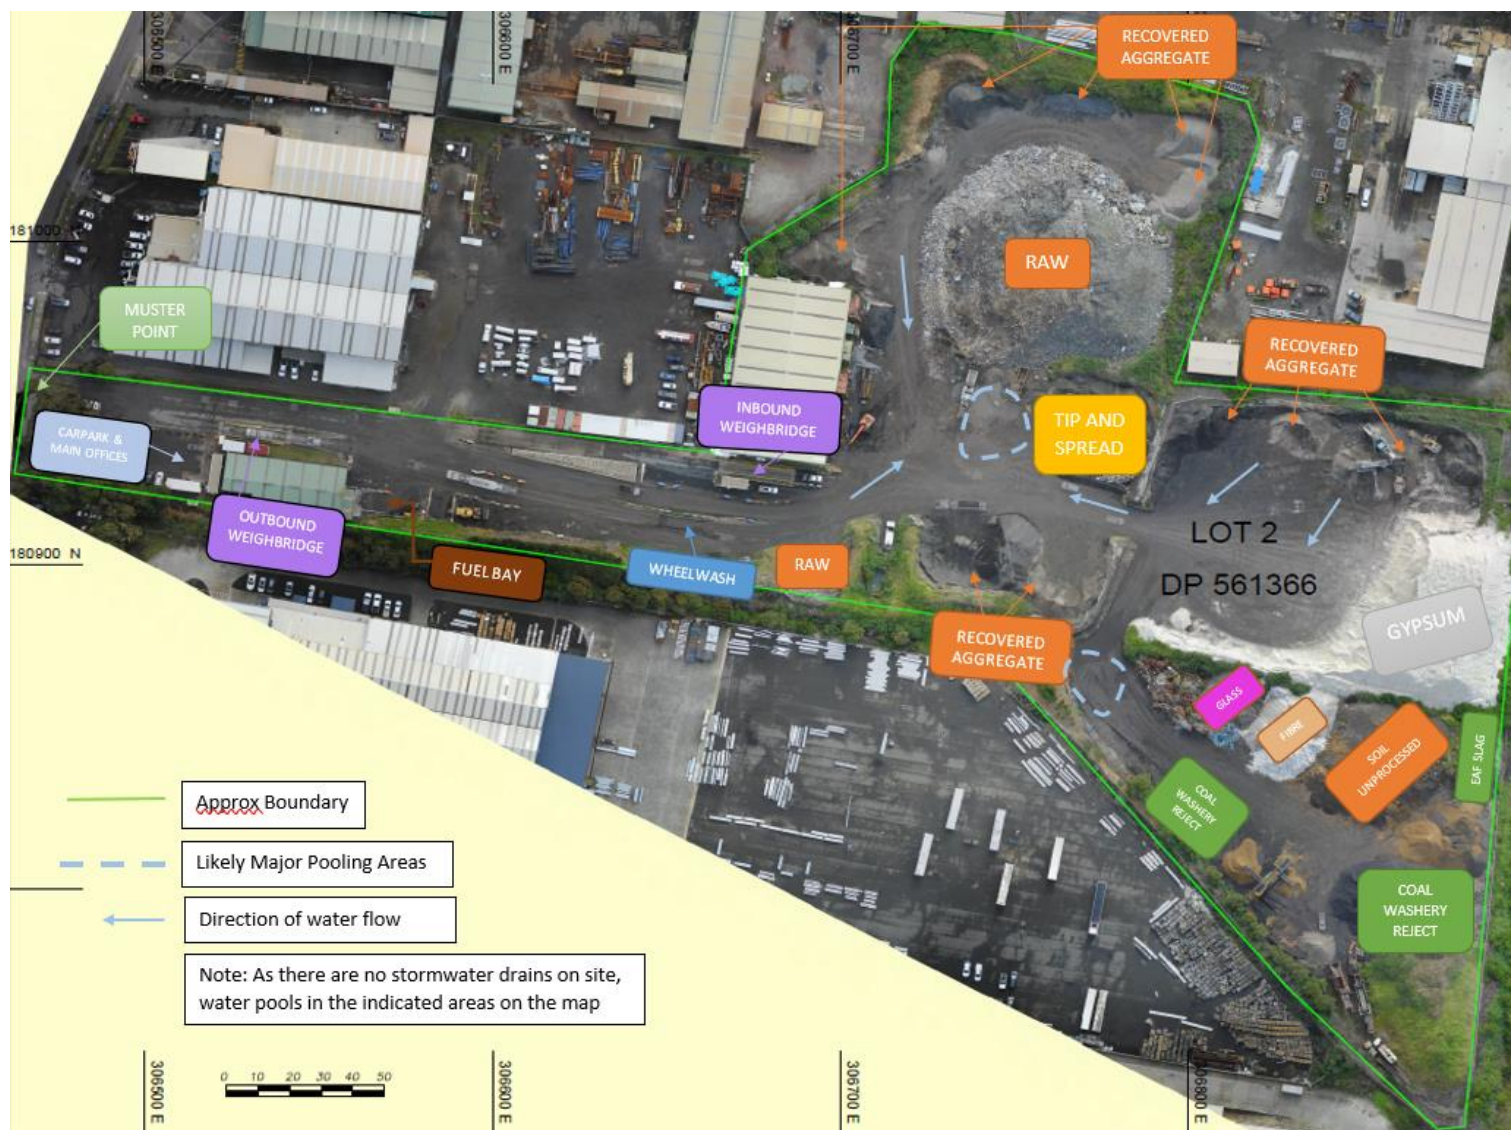 306500 E
306600 E
306700 E
RECOVERED
AGGREGATE
RAW
MUSTER
POINT
RECOVERED
AGGREGATE
INBOUND
WEIGHBRIDGE
TIP AND
SPREAD
CARPARK &
MAIN OFFICES
OUTBOUND
WEIGHBRIDGE
LOT 2
DP 561366
180900 N
FUEL BAY
WHEELWASH
RAW
GYPSUM
RECOVERED
AGGREGATE
GLASS
FIBRE
SOIL
UNPROCESSED
EAF SLAG
COAL
WASHERY
REJECT
COAL
WASHERY
REJECT
Approx Boundary
Likely Major Pooling Areas
Direction of water flow
Note: As there are no stormwater drains on site,
water pools in the indicated areas on the map
0 10 20 30 40 50
306500 E
306600 E
306700 E
306800 E